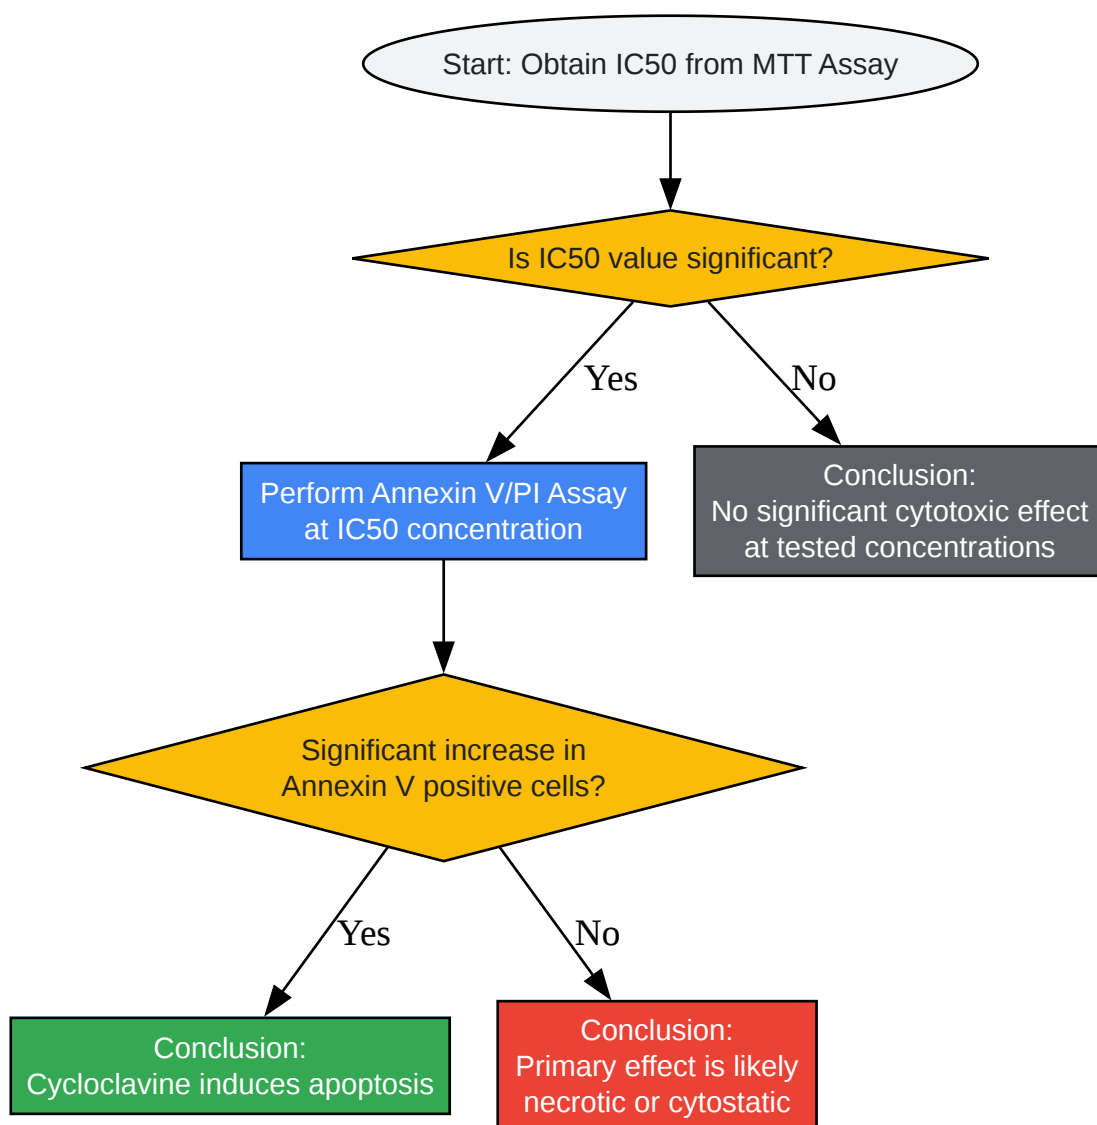 Start: Obtain IC50 from MTT Assay
Is IC50 value significant?
Yes
No
Perform Annexin V/PI Assay
at IC50 concentration
Conclusion:
No significant cytotoxic effect
at tested concentrations
Significant increase in
Annexin V positive cells?
Yes
No
Conclusion:
Cycloclavine induces apoptosis
Conclusion:
Primary effect is likely
necrotic or cytostatic